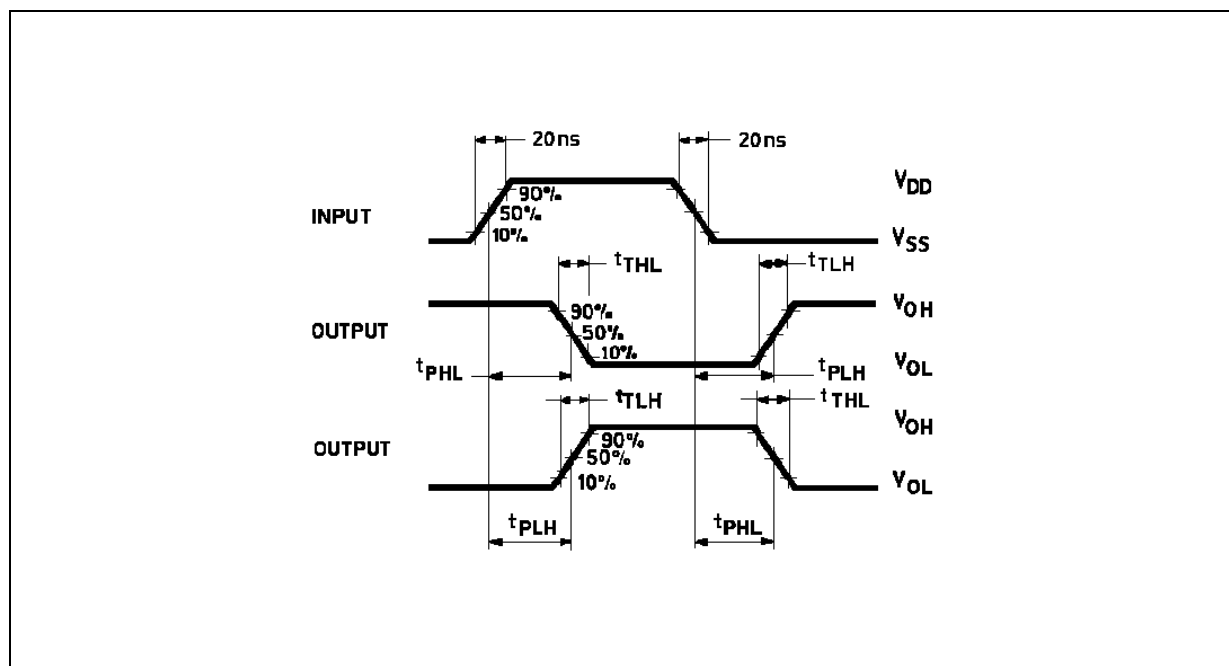 20ns 20ns
VDD
90%
INPUT 50%
10%
VSS
tTHL tTLH
90% VOH
OUTPUT 50%
10%
tPHL tPLH VOL
tTLH tTHL
VOH
90%
OUTPUT 50%
10% VOL
tPLH tPHL